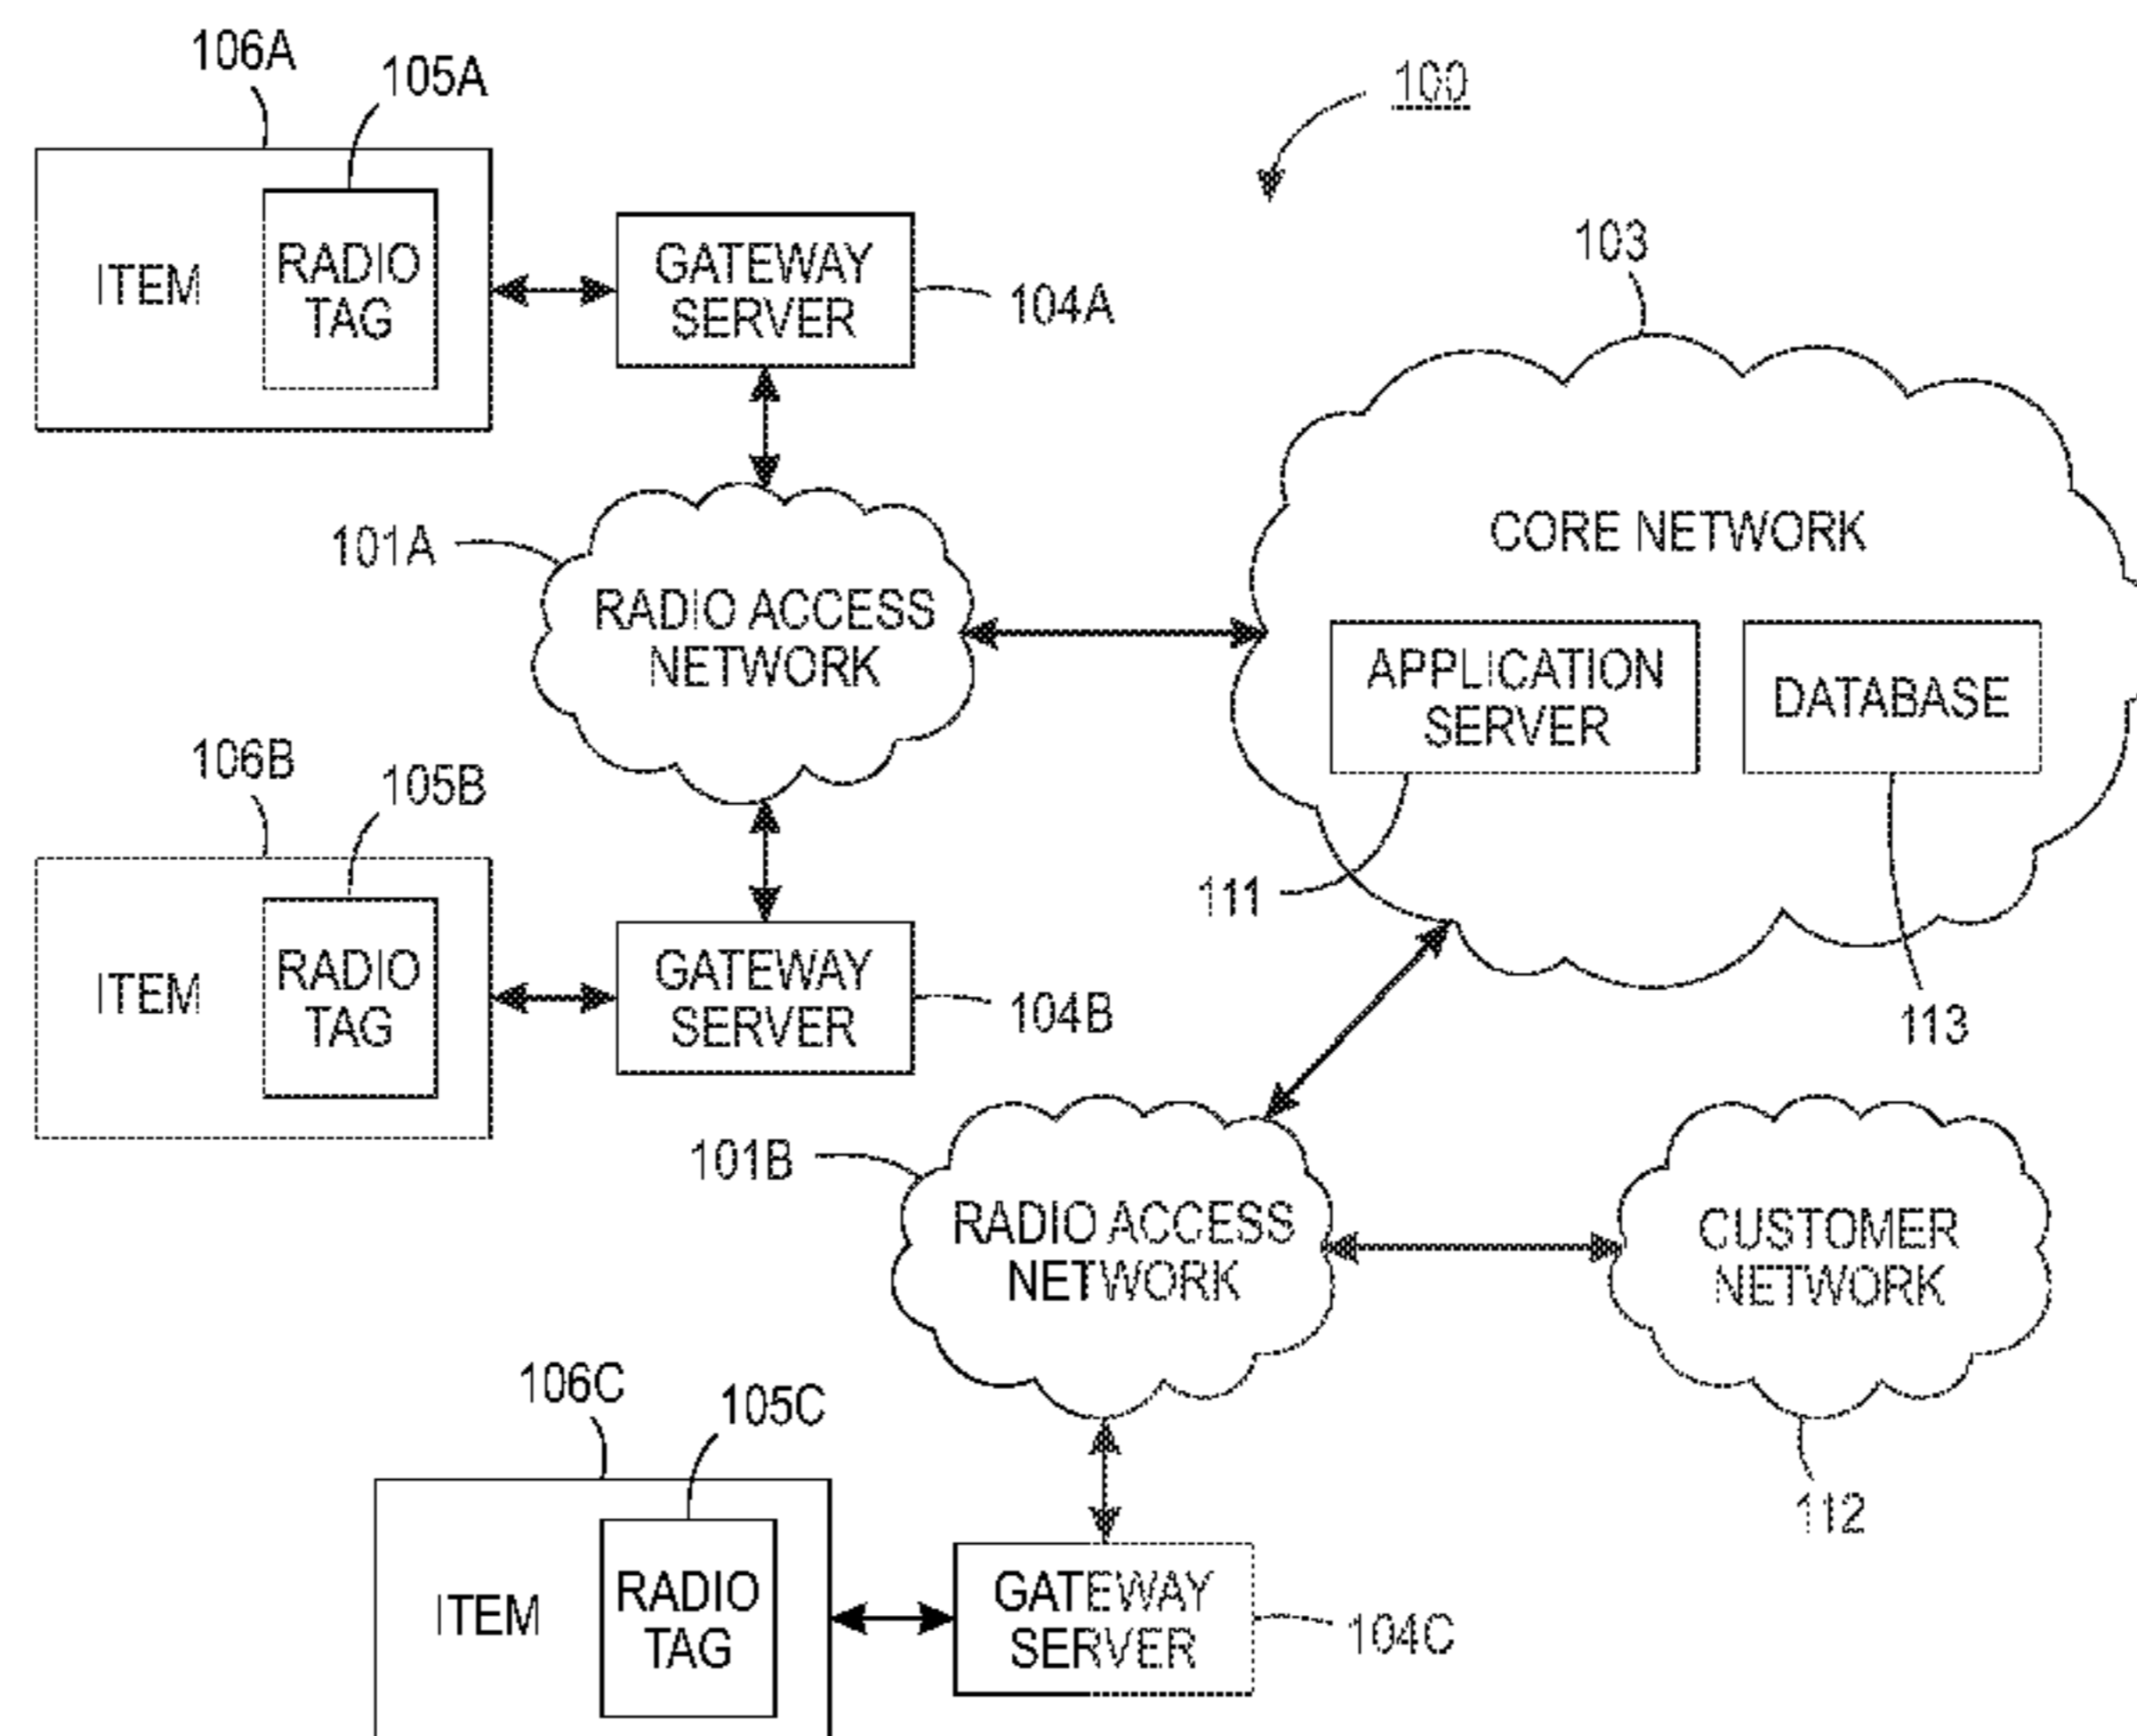 106A
105A
100
ITEM
RADIO
TAG
GATEWAY
SERVER
104A
103
101A
RADIO ACCESS
NETWORK
CORE NETWORK
APPLICATION
SERVER
DATABASE
106B
105B
111
ITEM
RADIO
TAG
GATEWAY
SERVER
104B
113
101B
RADIO ACCESS
NETWORK
CUSTOMER
NETWORK
106C
105C
112
ITEM
RADIO
TAG
GATEWAY
SERVER
104C